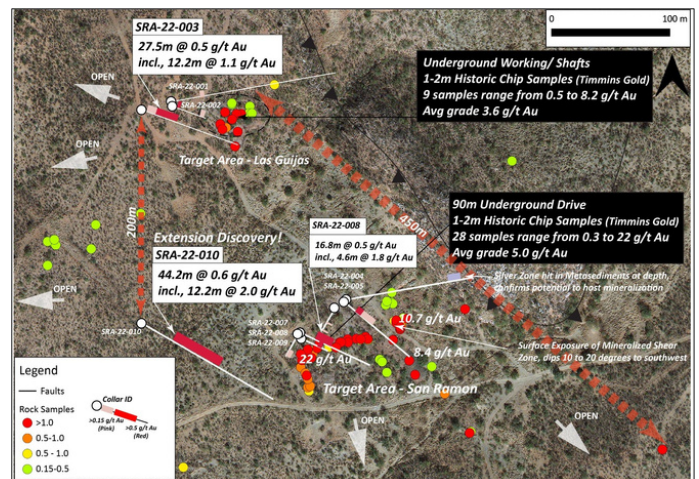 SRA-22-003
27.5m @ 0.5 g/t Au
incl., 12.2m @ 1.1 g/t Au
0 100 m
Underground Working/ Shafts
1-2m Historic Chip Samples (Timmins Gold)
9 samples range from 0.5 to 8.2 g/t Au
Avg grade 3.6 g/t Au
OPEN
SRA-22-001
SRA-22-002
OPEN
Target Area - Las Guijas
90m Underground Drive
1-2m Historic Chip Samples (Timmins Gold)
28 samples range from 0.3 to 22 g/t Au
Avg grade 5.0 g/t Au
200m
450m
Extension Discovery!
SRA-22-010
44.2m @ 0.6 g/t Au
incl., 12.2m @ 2.0 g/t Au
SRA-22-008
16.8m @ 0.5 g/t Au
incl., 4.6m @ 1.8 g/t Au
SRA-22-004
SRA-22-005
Silver Zone hit in Metasediments at depth,
confirms potential to host mineralization
OPEN
SRA-22-010
SRA-22-007
SRA-22-008
SRA-22-009
10.7 g/t Au
22 g/t Au
8.4 g/t Au
Surface Exposure of Mineralized Shear
Zone, dips 10 to 20 degrees to southwest
Target Area - San Ramon
OPEN
OPEN
Legend
Faults
Rock Samples
>1.0
0.5-1.0
0.5 - 1.0
0.15-0.5
Collar ID
>0.15 g/t Au
(Pink)
>0.5 g/t Au
(Red)